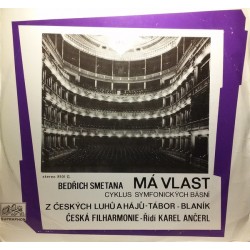 BEDŘICH SMETANA MÁ VLAST
CYKLUS SYMFONICKÝCH BÁSNÍ
Z ČESKÝCH LUHŮ A HÁJŮ · TÁBOR · BLANÍK
ČESKÁ FILHARMONIE - Řídí KAREL ANČERL